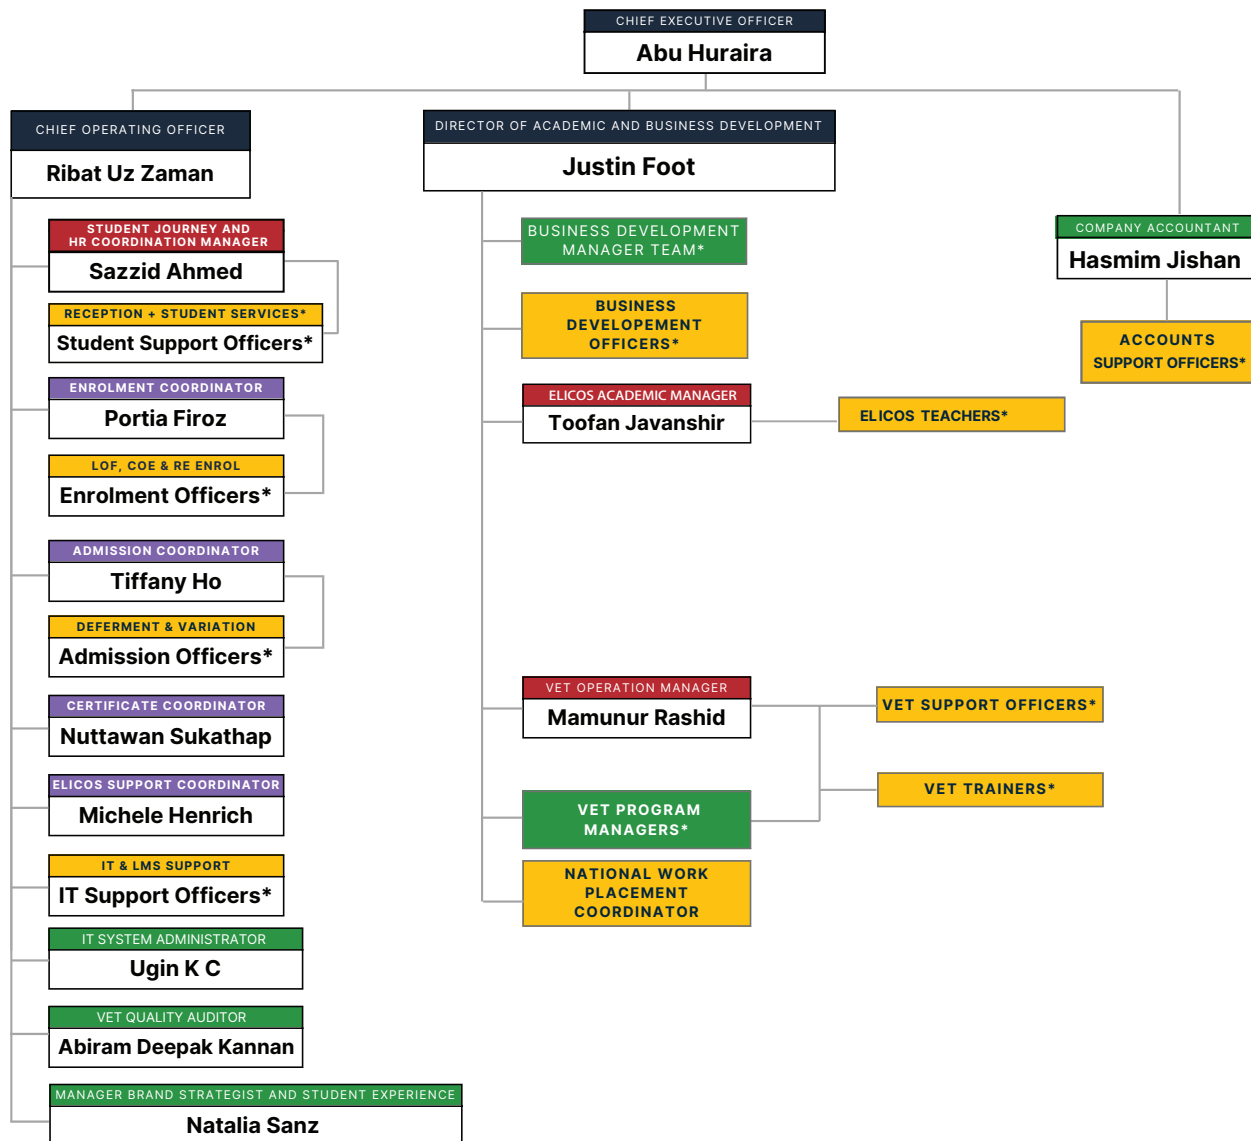 CHIEF EXECUTIVE OFFICER
Abu Huraira
CHIEF OPERATING OFFICER
Ribat Uz Zaman
STUDENT JOURNEY AND
HR COORDINATION MANAGER
Sazzid Ahmed
RECEPTION + STUDENT SERVICES*
Student Support Officers*
ENROLMENT COORDINATOR
Portia Firoz
LOF, COE & RE ENROL
Enrolment Officers*
ADMISSION COORDINATOR
Tiffany Ho
DEFERMENT & VARIATION
Admission Officers*
CERTIFICATE COORDINATOR
Nuttawan Sukathap
ELICOS SUPPORT COORDINATOR
Michele Henrich
IT & LMS SUPPORT
IT Support Officers*
IT SYSTEM ADMINISTRATOR
Ugin K C
VET QUALITY AUDITOR
Abiram Deepak Kannan
MANAGER BRAND STRATEGIST AND STUDENT EXPERIENCE
Natalia Sanz
DIRECTOR OF ACADEMIC AND BUSINESS DEVELOPMENT
Justin Foot
BUSINESS DEVELOPMENT
MANAGER TEAM*
BUSINESS
DEVELOPEMENT
OFFICERS*
ELICOS ACADEMIC MANAGER
Toofan Javanshir
ELICOS TEACHERS*
VET OPERATION MANAGER
Mamunur Rashid
VET SUPPORT OFFICERS*
VET TRAINERS*
VET PROGRAM
MANAGERS*
NATIONAL WORK
PLACEMENT
COORDINATOR
COMPANY ACCOUNTANT
Hasmim Jishan
ACCOUNTS
SUPPORT OFFICERS*